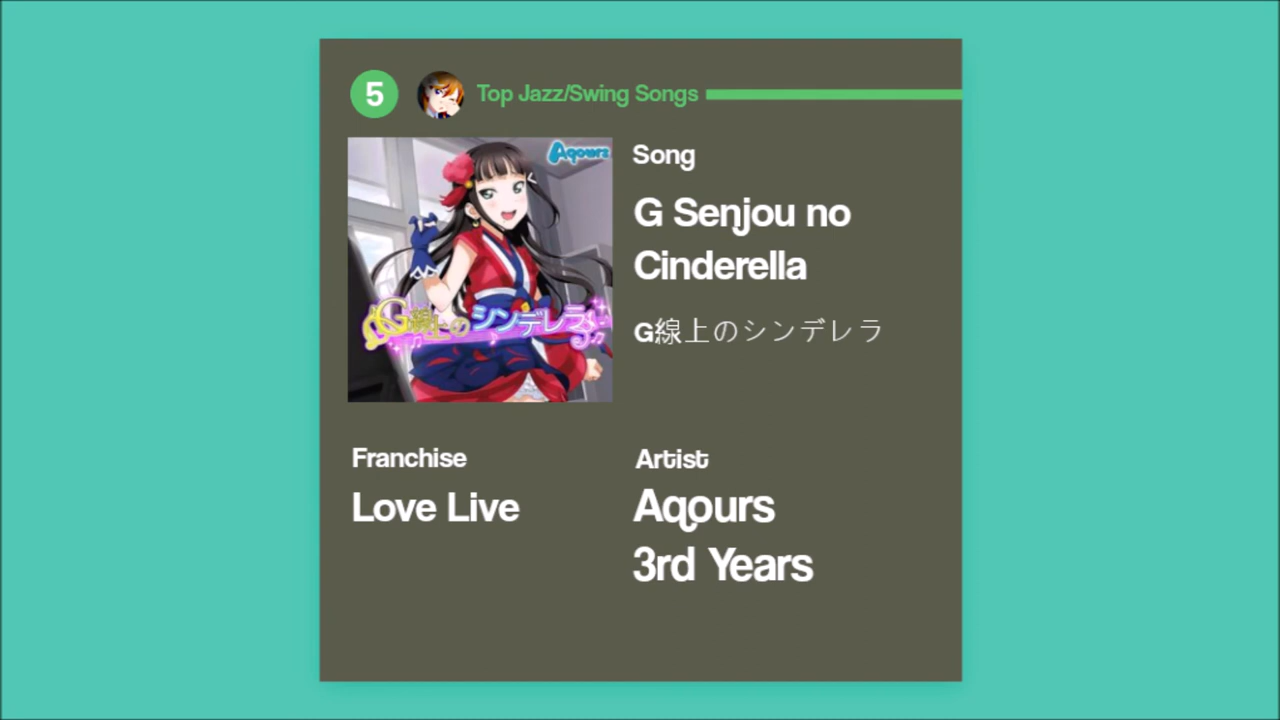 5
Top Jazz/Swing Songs
Aqours
G線上のシンデレラ
Song
G Senjou no
Cinderella
G線上のシンデレラ
Franchise
Love Live
Artist
Aqours
3rd Years